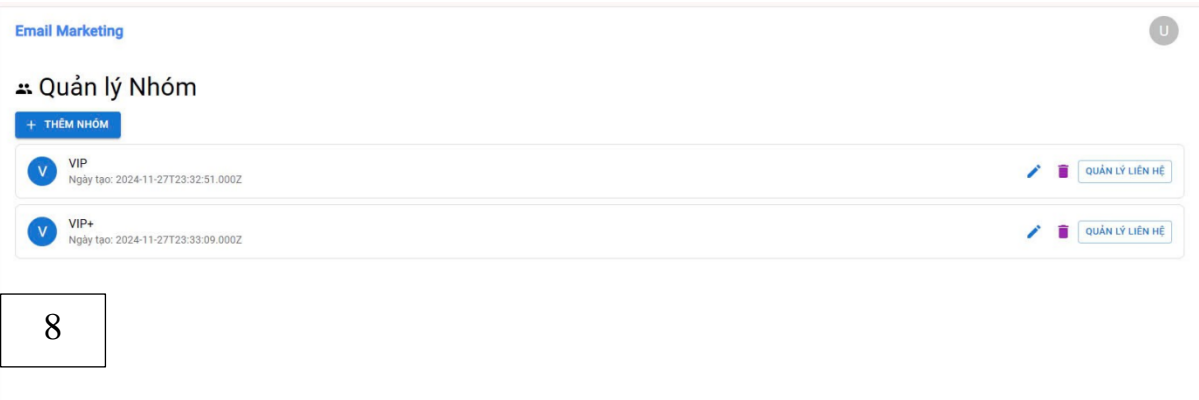 Email Marketing
U
Quản lý Nhóm
+ THÊM NHÓM
V
VIP
Ngày tạo: 2024-11-27T23:32:51.000Z
QUẢN LÝ LIÊN HỆ
V
VIP+
Ngày tạo: 2024-11-27T23:33:09.000Z
QUẢN LÝ LIÊN HỆ
8